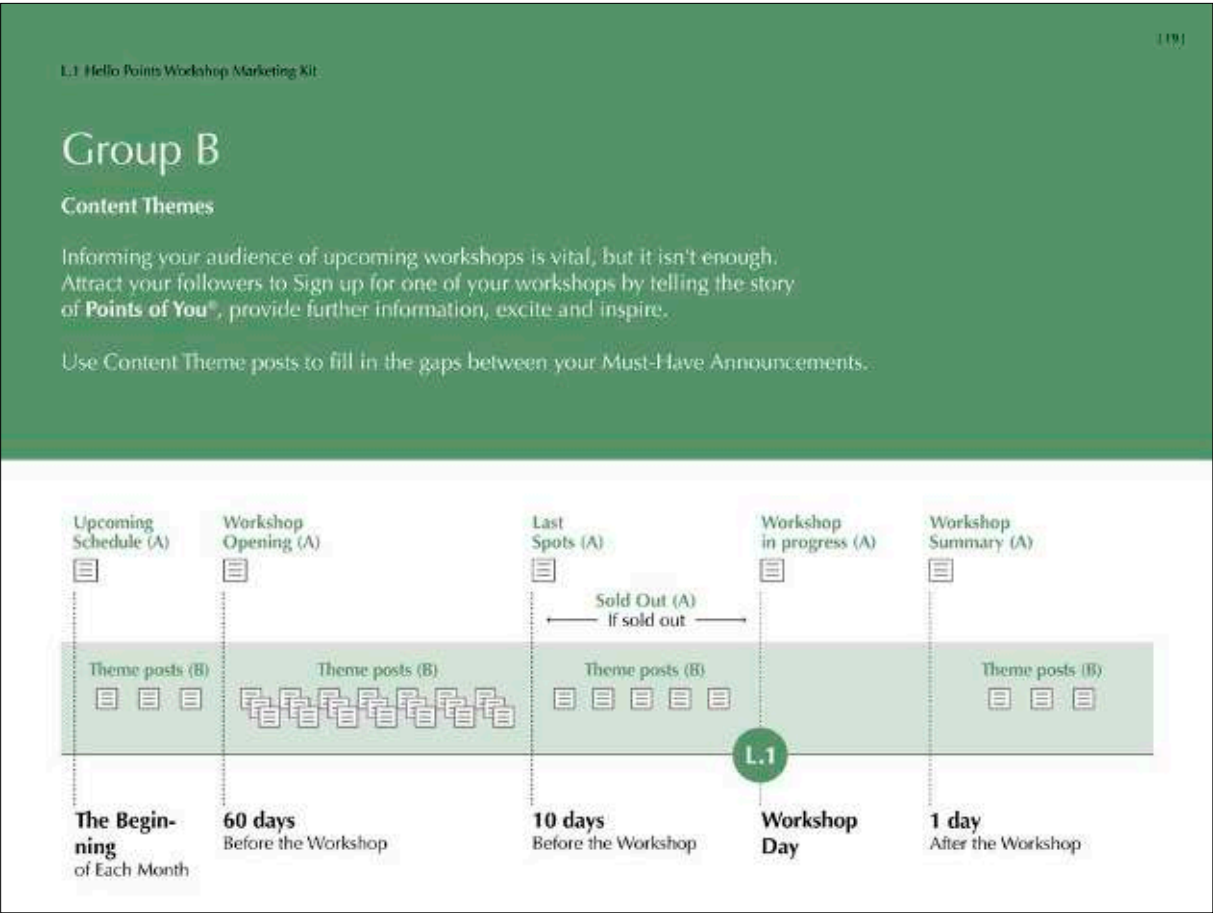 [19]
L.1 Hello Points Workshop Marketing Kit
Group B
Content Themes
Informing your audience of upcoming workshops is vital, but it isn't enough.
Attract your followers to Sign up for one of your workshops by telling the story
of Points of You®, provide further information, excite and inspire.
Use Content Theme posts to fill in the gaps between your Must-Have Announcements.
Upcoming
Schedule (A)
Workshop
Opening (A)
Last
Spots (A)
Workshop
in progress (A)
Workshop
Summary (A)
Sold Out (A)
If sold out
Theme posts (B)
Theme posts (B)
Theme posts (B)
Theme posts (B)
L.1
The Begin-
ning
of Each Month
60 days
Before the Workshop
10 days
Before the Workshop
Workshop
Day
1 day
After the Workshop